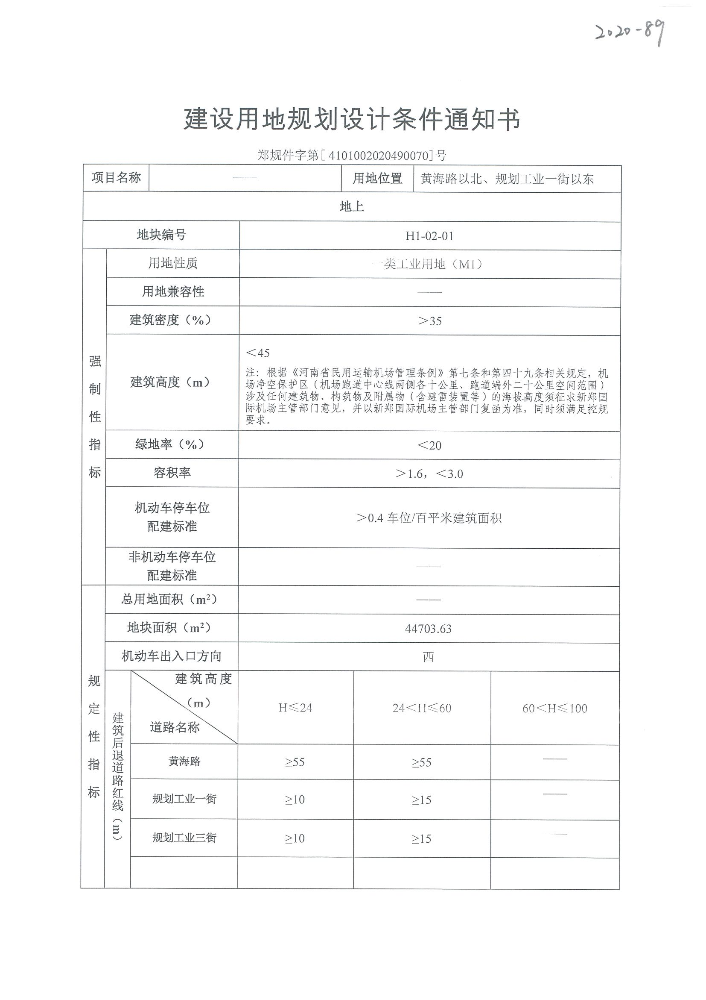 2020-89
建设用地规划设计条件通知书
郑规件字第[ 4101002020490070]号
项目名称 —— 用地位置 黄海路以北、规划工业一街以东
地上
地块编号 H1-02-01
强制性指标
用地性质 一类工业用地（M1）
用地兼容性 ——
建筑密度（%） ＞35
建筑高度（m）
＜45
注：根据《河南省民用运输机场管理条例》第七条和第四十九条相关规定，机
场净空保护区（机场跑道中心线两侧各十公里、跑道端外二十公里空间范围）
涉及任何建筑物、构筑物及附属物（含避雷装置等）的海拔高度须征求新郑国
际机场主管部门意见，并以新郑国际机场主管部门复函为准，同时须满足控规
要求。
绿地率（%） ＜20
容积率 ＞1.6，＜3.0
机动车停车位
配建标准
＞0.4 车位/百平米建筑面积
非机动车停车位
配建标准
——
规定性指标
总用地面积（m²） ——
地块面积（m²） 44703.63
机动车出入口方向 西
建筑后退道路红线（m）
建筑高度
（m）
道路名称
H≤24 24＜H≤60 60＜H≤100
黄海路 ≥55 ≥55 ——
规划工业一街 ≥10 ≥15 ——
规划工业三街 ≥10 ≥15 ——